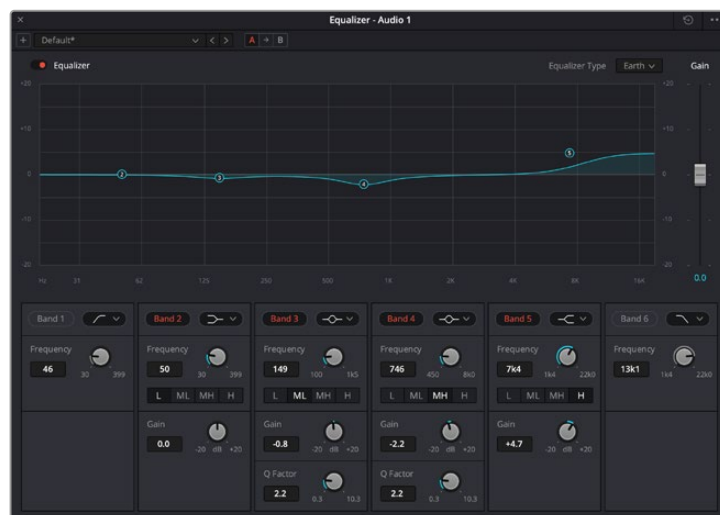 Equalizer - Audio 1
Default*
A
B
Equalizer
Equalizer Type
Earth
Gain
+20 +20
+10 +10
0 0
-10 -10
-20 -20
Hz 31 62 125 250 500 1K 2K 4K 8K 16K
0.0
Band 1 Band 2 Band 3 Band 4 Band 5 Band 6
2 3 4 5
Frequency Frequency Frequency Frequency Frequency Frequency
46 50 149 746 7k4 13k1
30 399 30 399 100 1k5 450 8k0 1k4 22k0 1k4 22k0
L ML MH H L ML MH H L ML MH H L ML MH H
Gain Gain Gain Gain
0.0 -0.8 -2.2 +4.7
-20 dB +20 -20 dB +20 -20 dB +20 -20 dB +20
Q Factor Q Factor
2.2 2.2
0.3 10.3 0.3 10.3